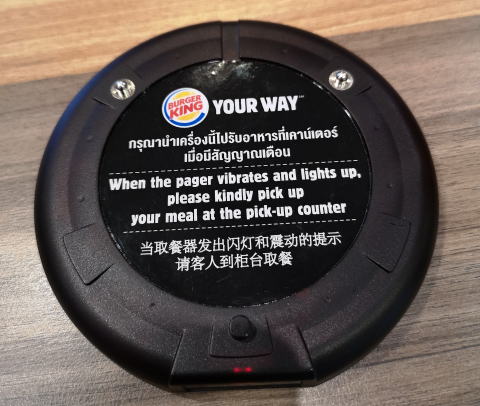 BURGER
KING
YOUR WAY
กรุณานำเครื่องนี้ไปรับอาหารที่เคาน์เตอร์
เมื่อมีสัญญาณเตือน
When the pager vibrates and lights up,
please kindly pick up
your meal at the pick-up counter
当取餐器发出闪灯和震动的提示
请客人到柜台取餐